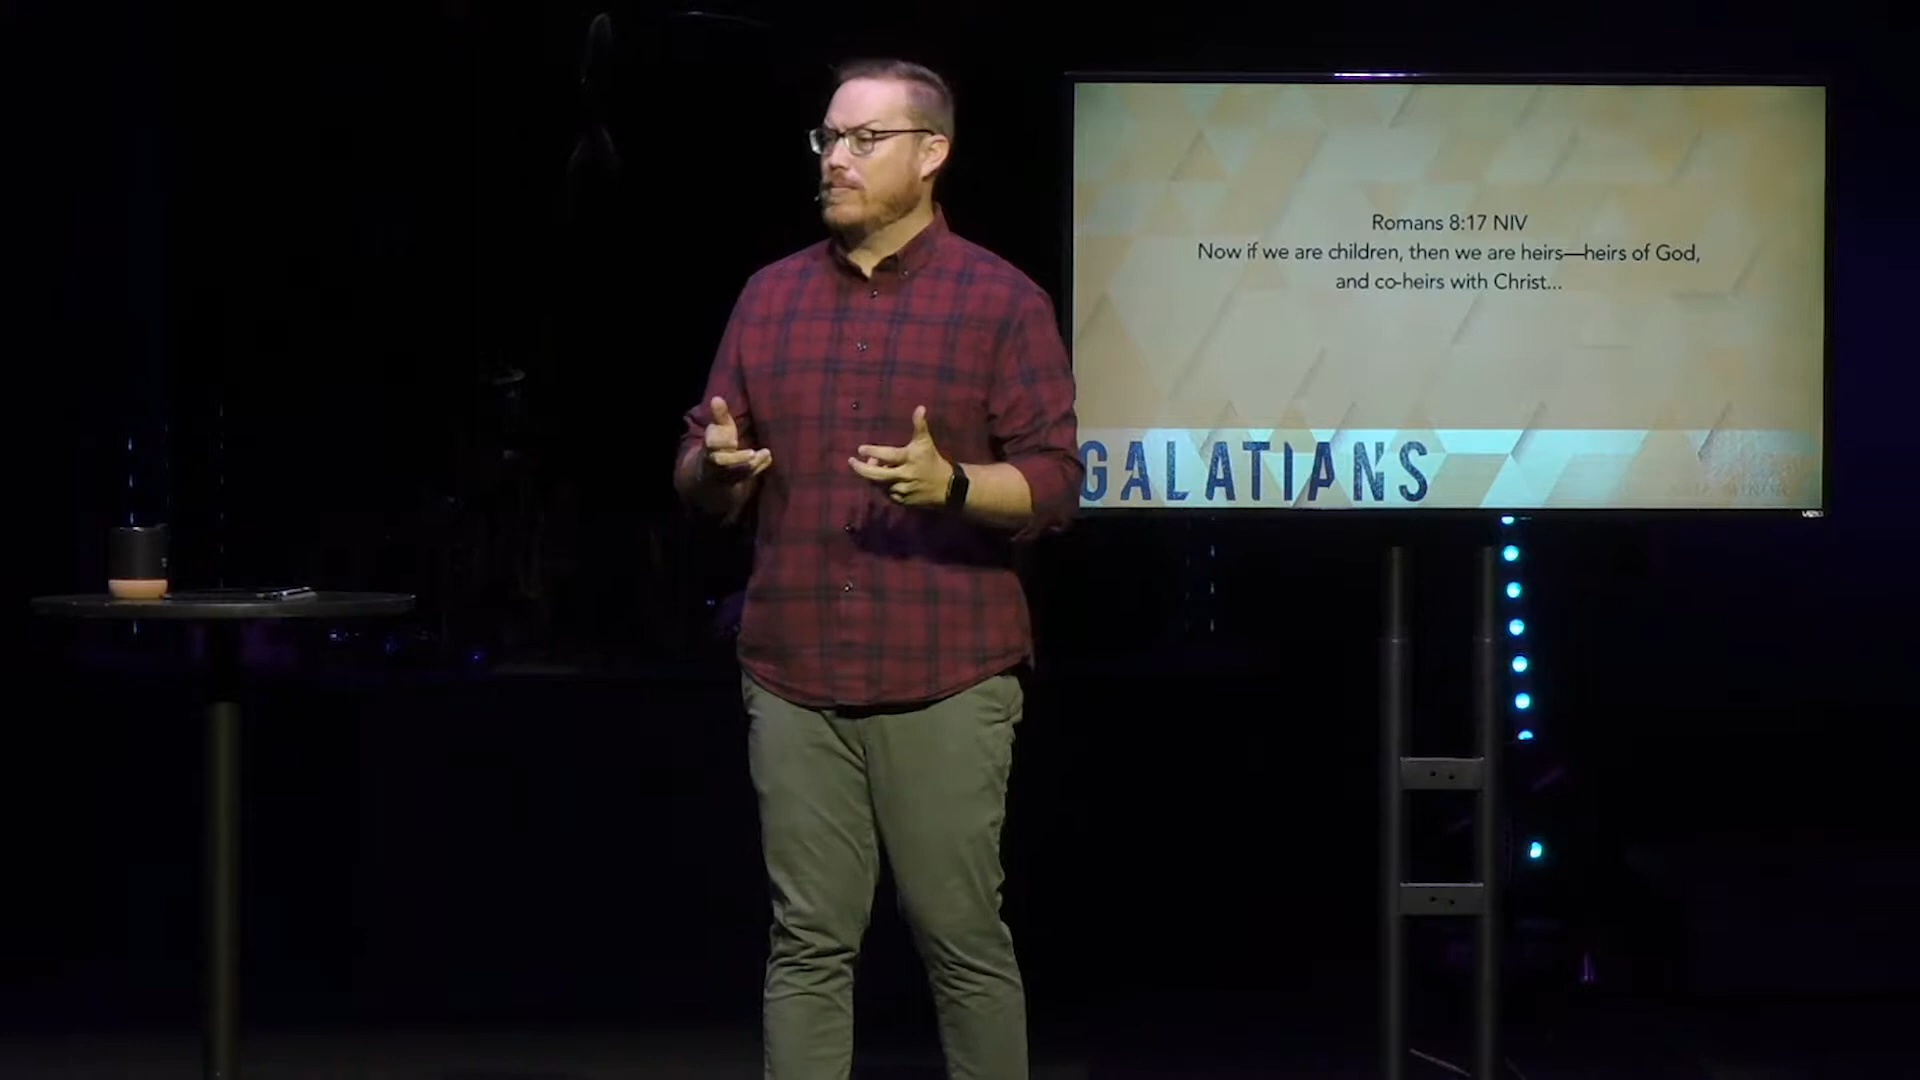 Romans 8:17 NIV
Now if we are children, then we are heirs—heirs of God,
and co-heirs with Christ...
GALATIANS
VIZIO